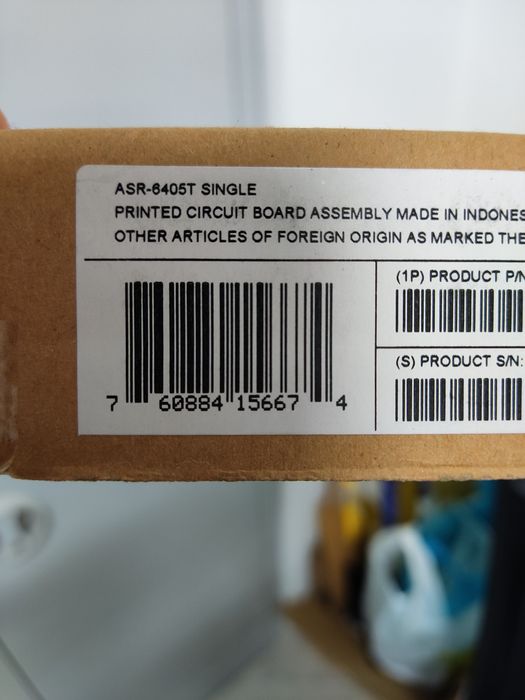 ASR-6405T SINGLE
PRINTED CIRCUIT BOARD ASSEMBLY MADE IN INDONES
OTHER ARTICLES OF FOREIGN ORIGIN AS MARKED THE
(1P) PRODUCT P/N
(S) PRODUCT S/N:
7 60884 15667 4